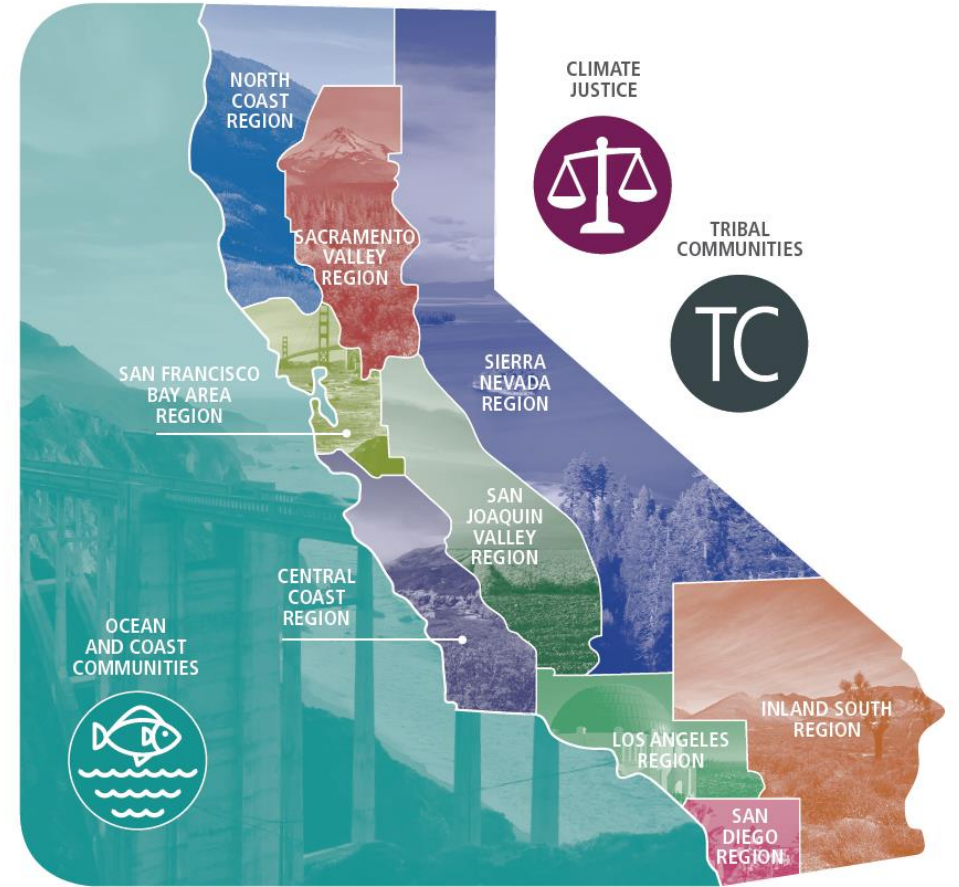 CLIMATE
JUSTICE
NORTH
COAST
REGION
TRIBAL
COMMUNITIES
TC
SACRAMENTO
VALLEY
REGION
SIERRA
NEVADA
REGION
SAN FRANCISCO
BAY AREA
REGION
SAN
JOAQUIN
VALLEY
REGION
CENTRAL
COAST
REGION
OCEAN
AND COAST
COMMUNITIES
INLAND SOUTH
REGION
LOS ANGELES
REGION
SAN
DIEGO
REGION